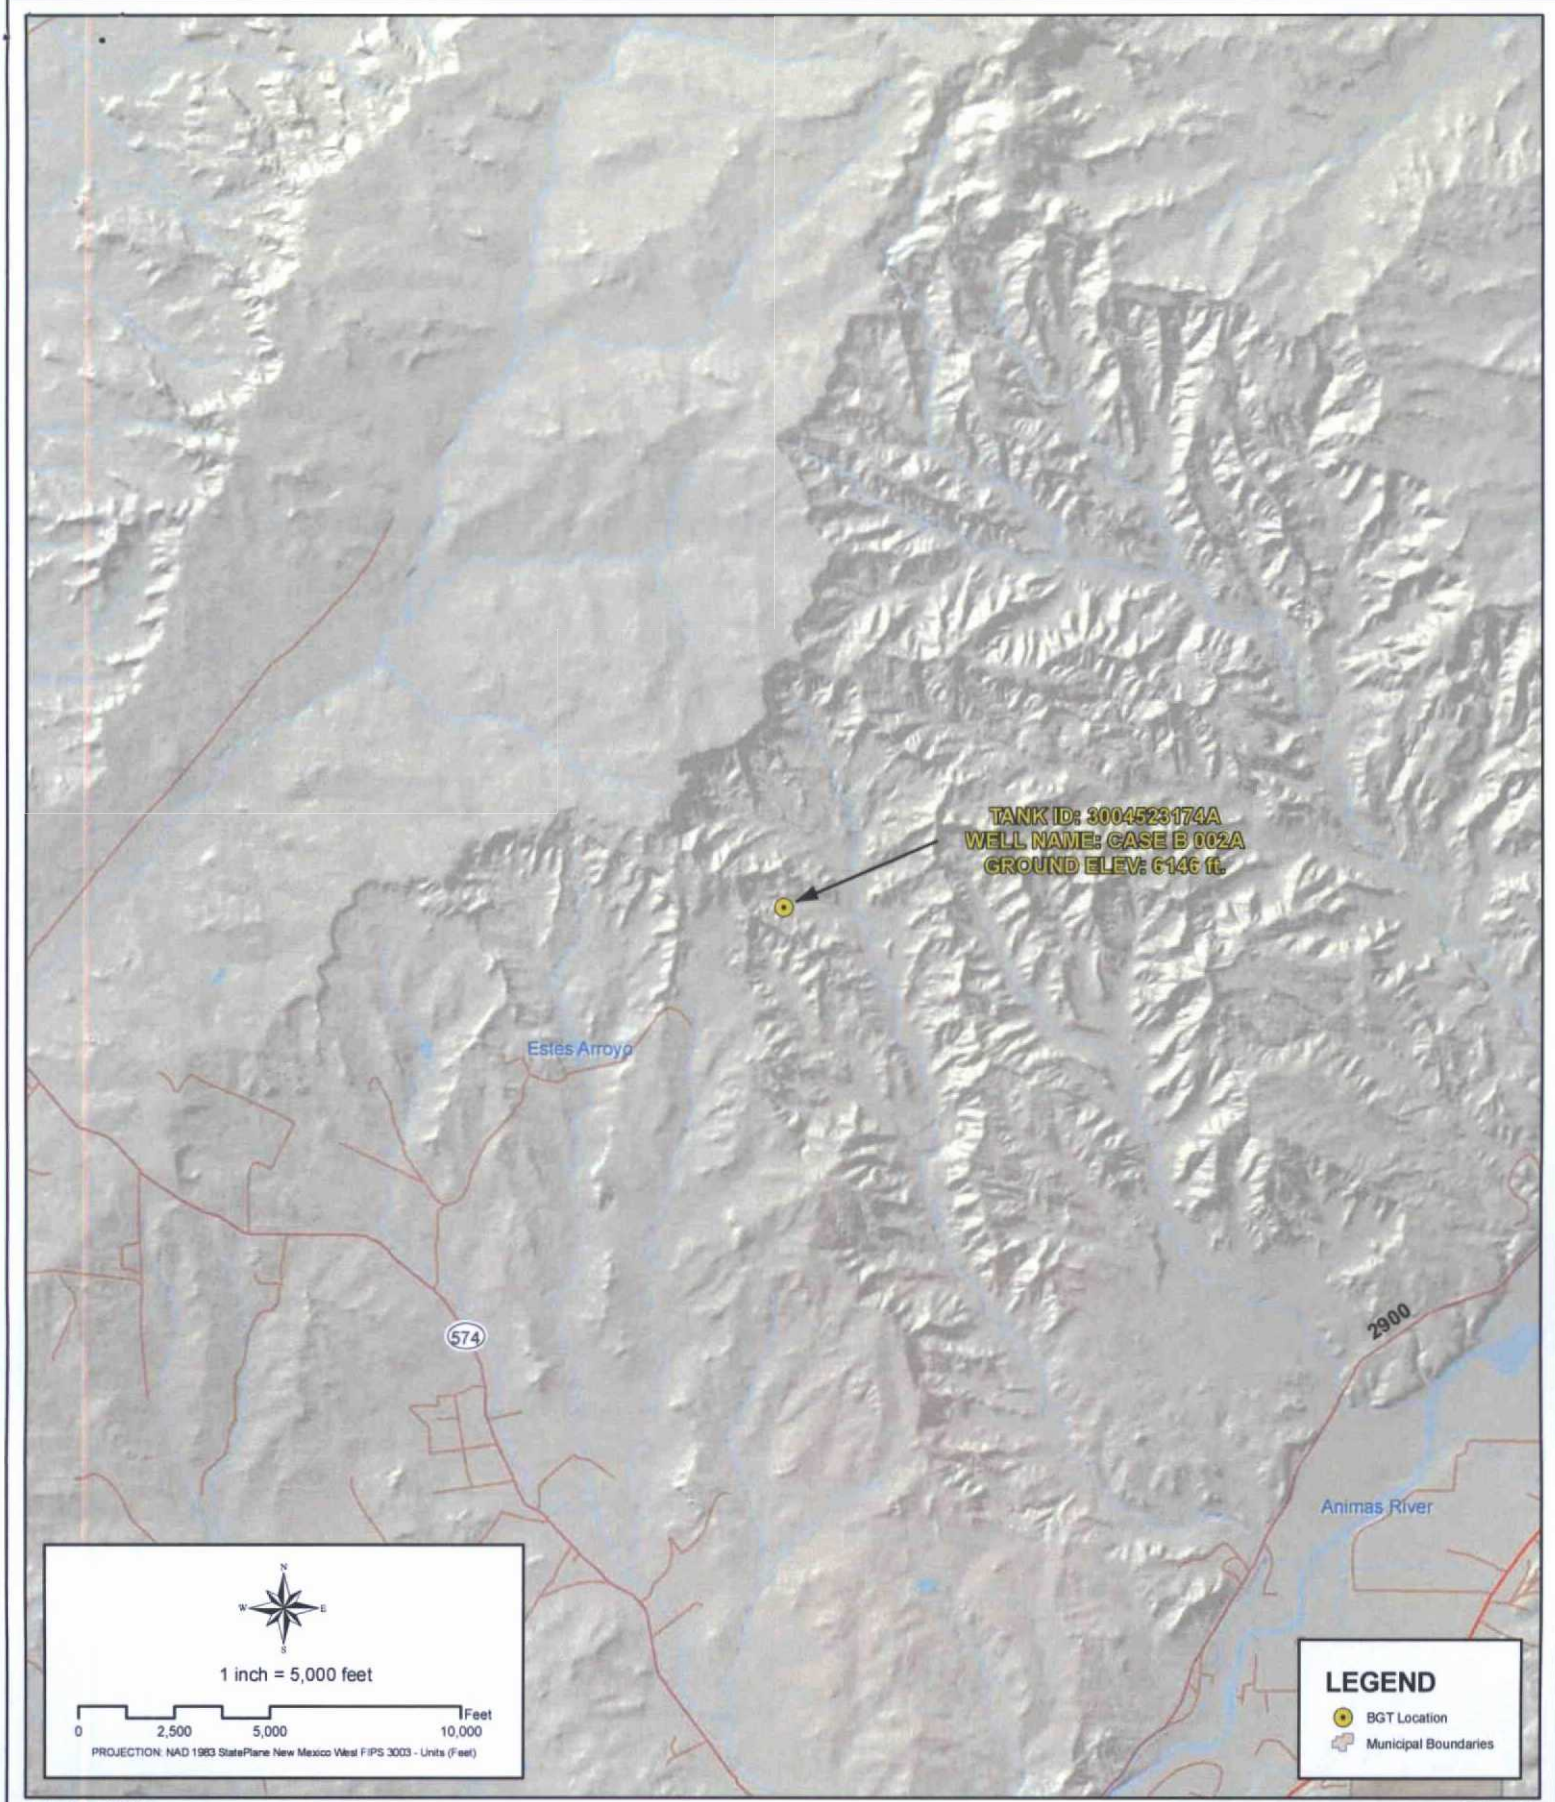 TANK ID: 3004523174A
WELL NAME: CASE B 002A
GROUND ELEV: 6146 ft.
Estes Arroyo
574
2900
Animas River
N
W E
S
1 inch = 5,000 feet
Feet
0 2,500 5,000 10,000
PROJECTION: NAD 1983 StatePlane New Mexico West FIPS 3003 - Units (Feet)
LEGEND
BGT Location
Municipal Boundaries